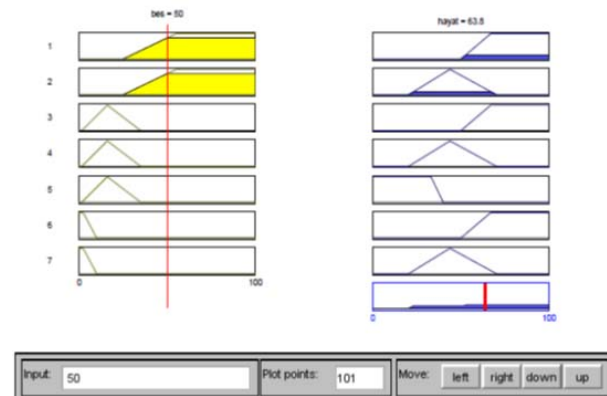 bes = 50
hayat = 63.8
1
2
3
4
5
6
7
0
100
0
100
Input:
50
Plot points:
101
Move:
left
right
down
up